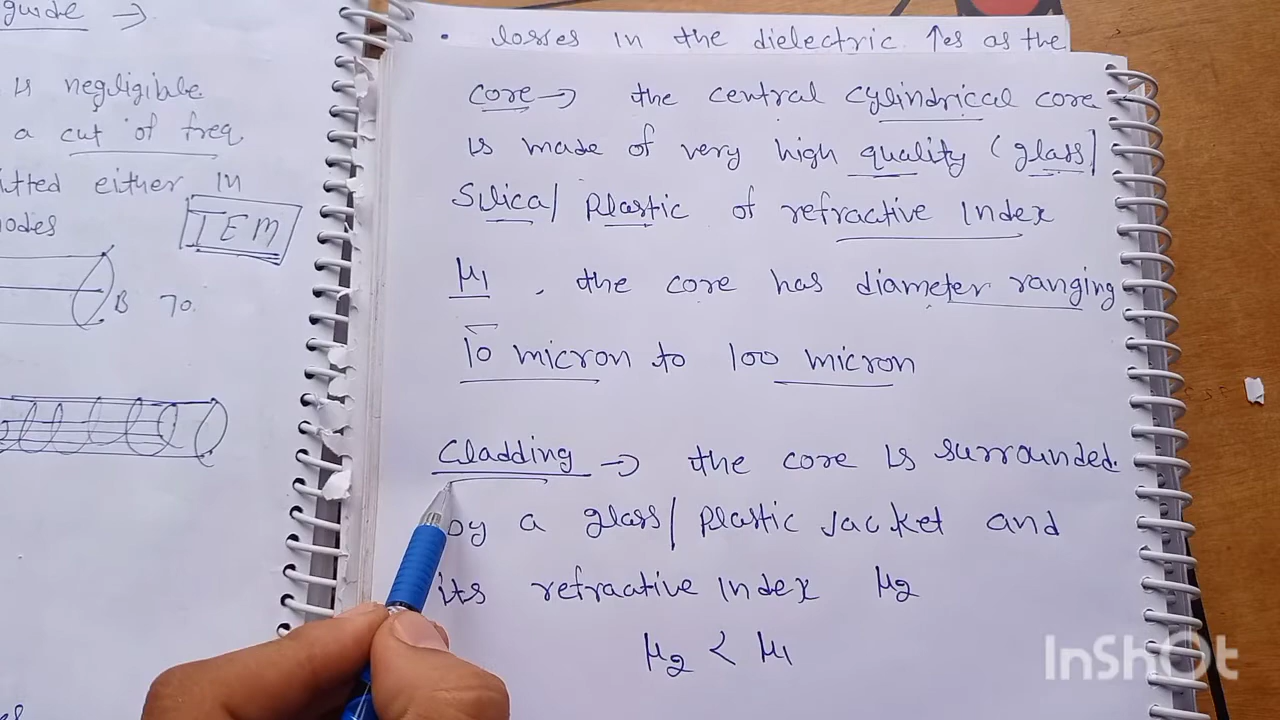 guide →
is negligible
a cut of freq
itted either in
nodes
TEM
B 70.
• losses in the dielectric ↑es as the
core → the central cylindrical core
is made of very high quality (glass/
silica/ plastic of refractive Index
μ1 . the core has diameter ranging
10 micron to 100 micron
Cladding → the core is surrounded.
by a glass/ plastic Jacket and
its refractive Index μ2
μ2 < μ1
InShOt